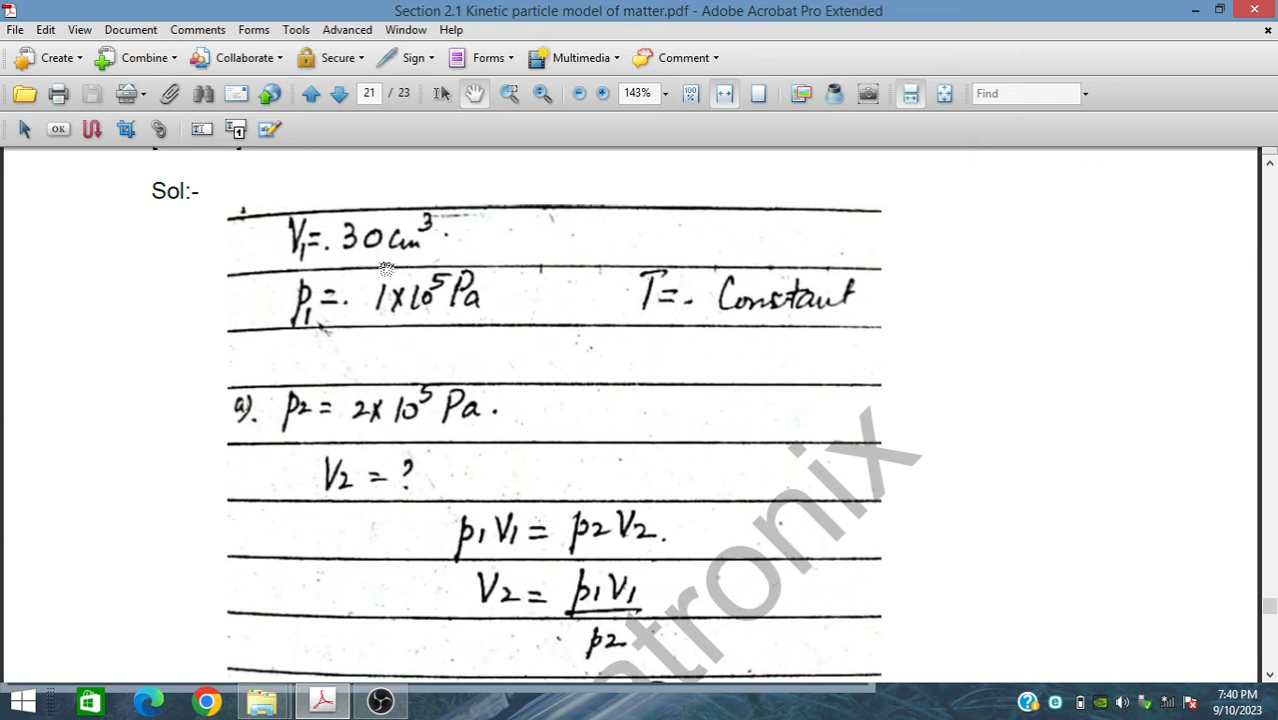 Section 2.1 Kinetic particle model of matter.pdf - Adobe Acrobat Pro Extended
File Edit View Document Comments Forms Tools Advanced Window Help
Create Combine Collaborate Secure Sign Forms Multimedia Comment
21 / 23 143% Find
OK
Sol:-
V₁=. 30cm³.
p₁=. 1x10⁵ Pa T=. Constant
a). p2 = 2x 10⁵ Pa.
V2 = ?
p₁V₁ = p2V2.
V2 = p₁V₁
p2
atronix
7:40 PM
9/10/2023